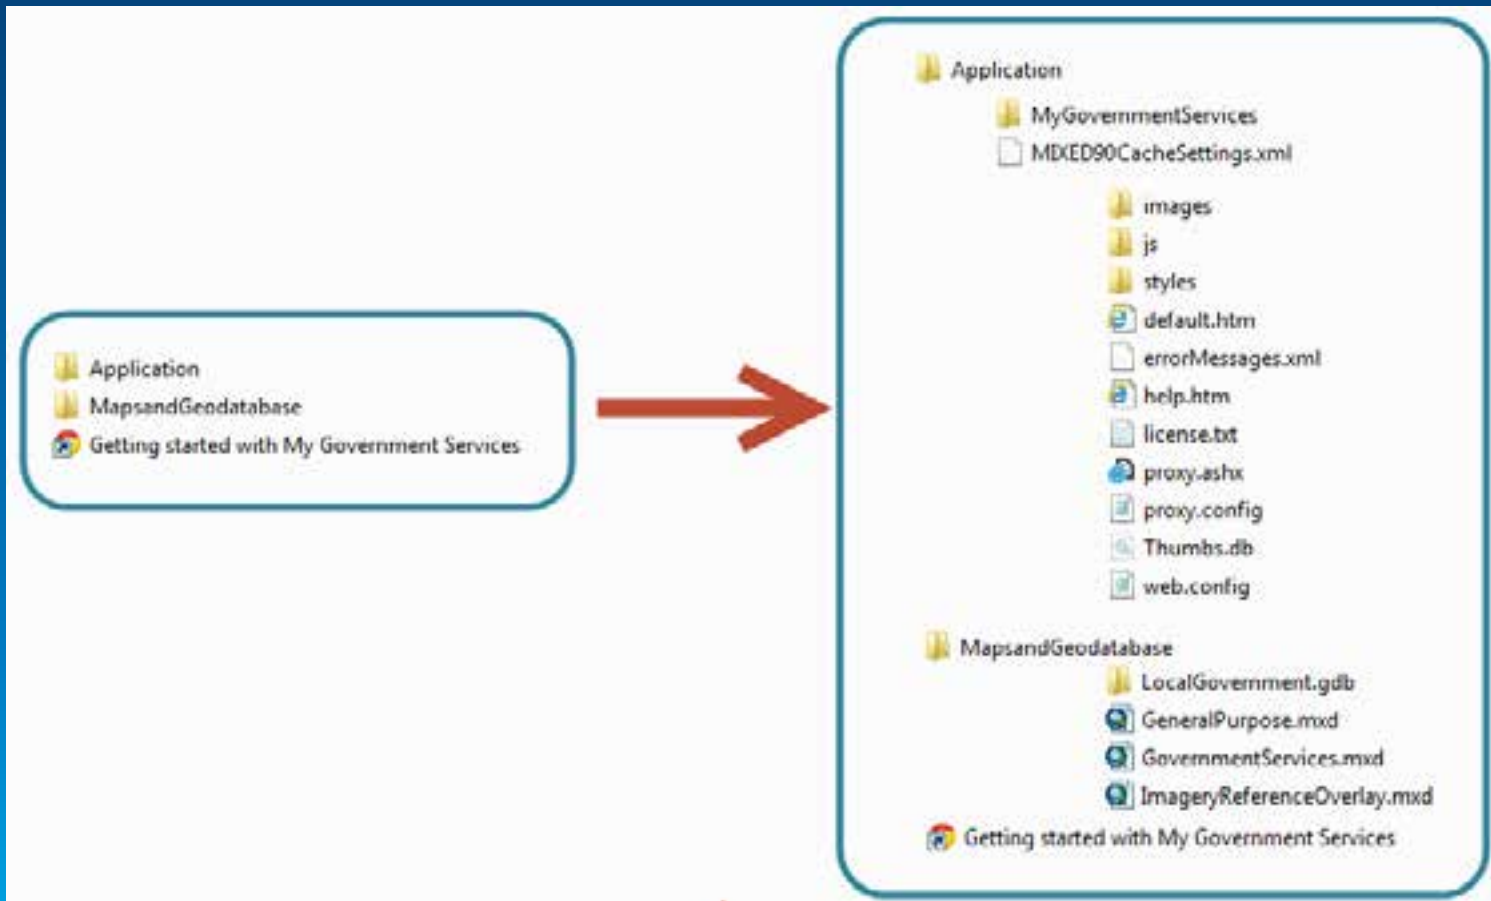 Application
MapsandGeodatabase
Getting started with My Government Services
Application
MyGovernmentServices
MIXED90CacheSettings.xml
images
js
styles
default.htm
errorMessages.xml
help.htm
license.txt
proxy.ashx
proxy.config
Thumbs.db
web.config
MapsandGeodatabase
LocalGovernment.gdb
GeneralPurpose.mxd
GovernmentServices.mxd
ImageryReferenceOverlay.mxd
Getting started with My Government Services